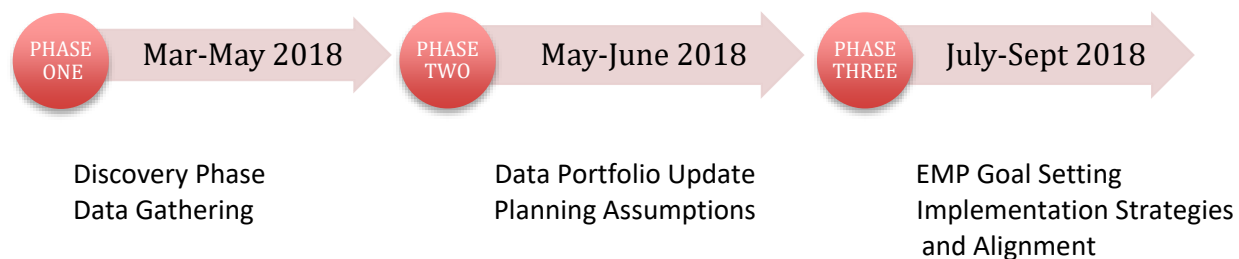 PHASE
ONE
Mar-May 2018
PHASE
TWO
May-June 2018
PHASE
THREE
July-Sept 2018
Discovery Phase
Data Gathering
Data Portfolio Update
Planning Assumptions
EMP Goal Setting
Implementation Strategies
and Alignment